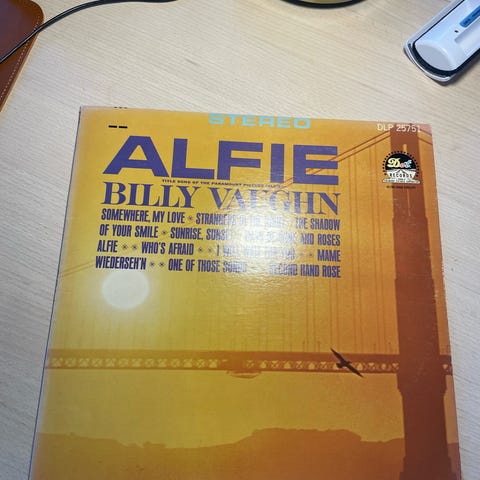 STEREO
DLP 25751
ALFIE
TITLE SONG OF THE PARAMOUNT PICTURE "ALFIE"
Dot
RECORDS
BILLY VAUGHN
SOMEWHERE, MY LOVE * STRANGERS IN THE THE SHADOW
OF YOUR SMILE * SUNRISE, SUNSET AND ROSES
ALFIE * * WHO'S AFRAID * * I * * MAME
WIEDERSEH'N * * ONE OF THOSE SONGS HAND ROSE